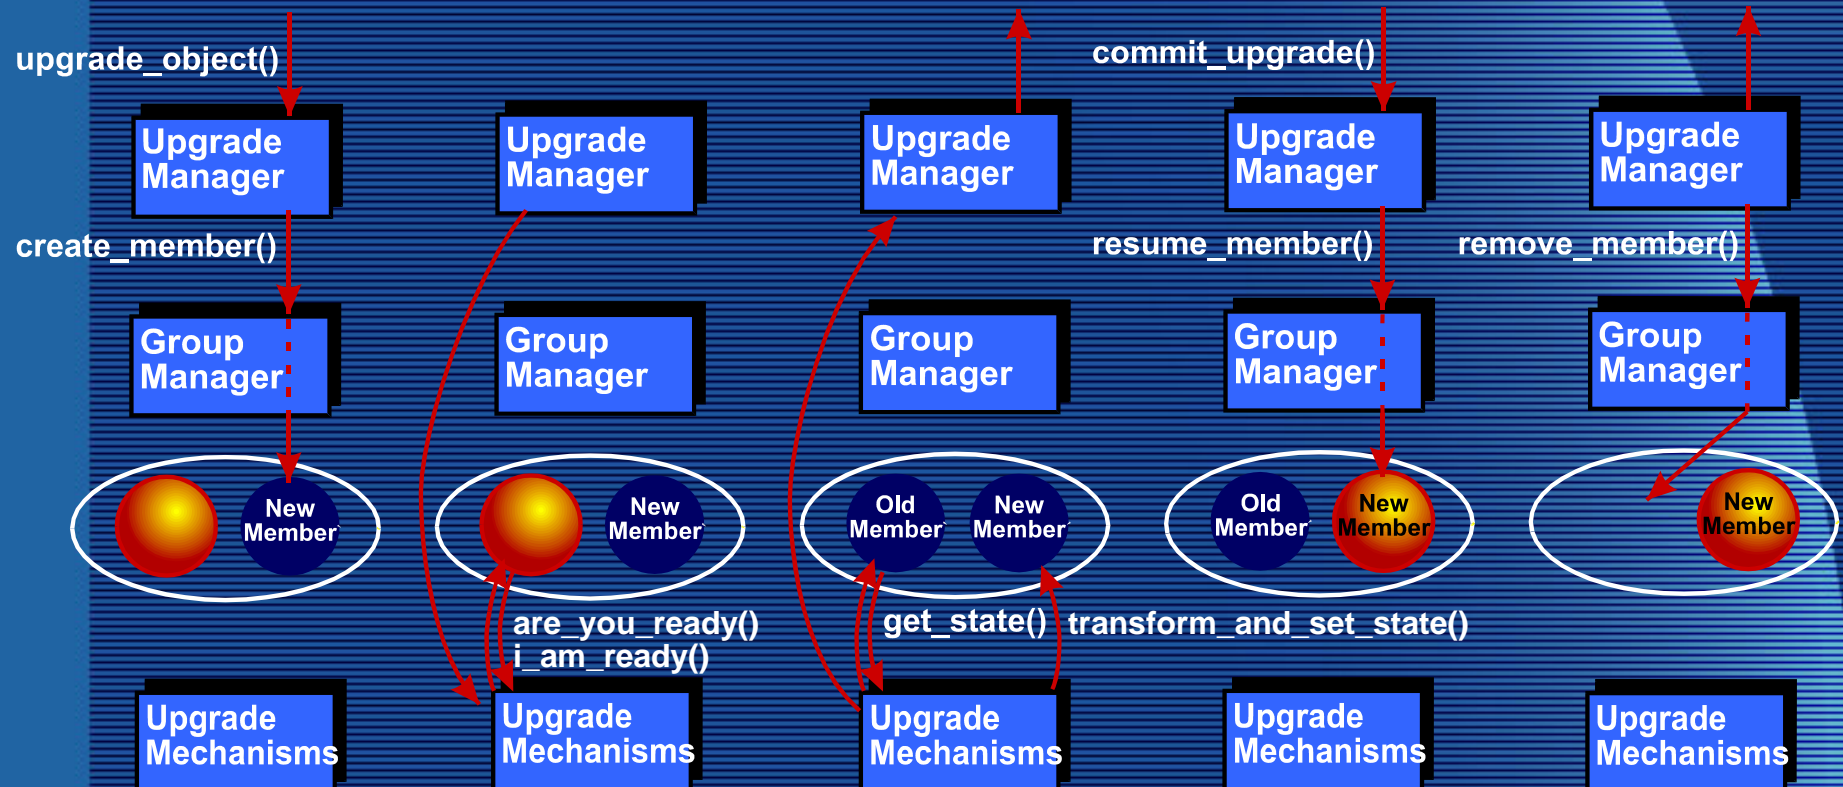 upgrade_object()
commit_upgrade()
Upgrade
Manager
Upgrade
Manager
Upgrade
Manager
Upgrade
Manager
Upgrade
Manager
create_member()
resume_member()
remove_member()
Group
Manager
Group
Manager
Group
Manager
Group
Manager
Group
Manager
New
Member
New
Member
Old
Member
New
Member
Old
Member
New
Member
New
Member
are_you_ready()
i_am_ready()
get_state()
transform_and_set_state()
Upgrade
Mechanisms
Upgrade
Mechanisms
Upgrade
Mechanisms
Upgrade
Mechanisms
Upgrade
Mechanisms